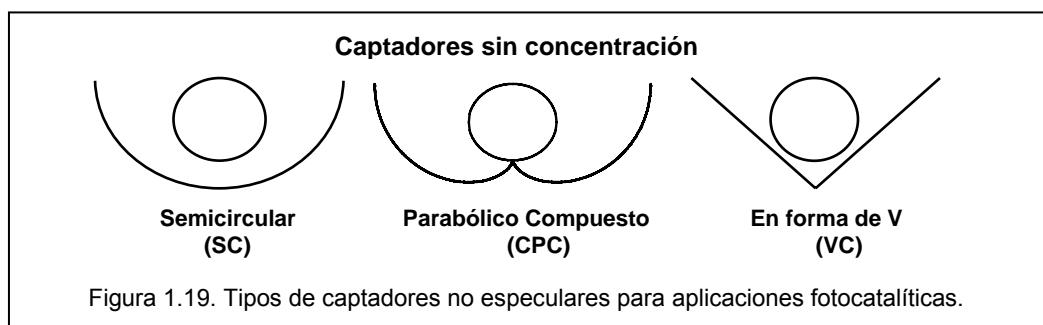 Captadores sin concentración
Semicircular
(SC)
Parabólico Compuesto
(CPC)
En forma de V
(VC)
Figura 1.19. Tipos de captadores no especulares para aplicaciones fotocatalíticas.